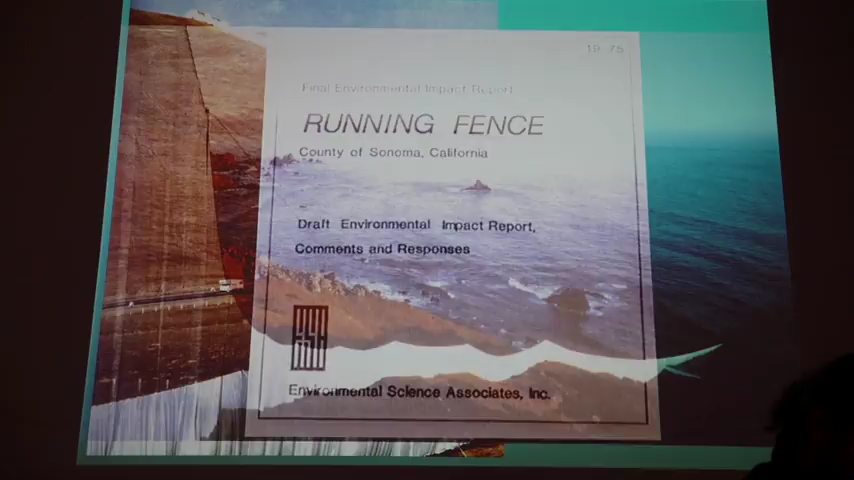 1975
Final Environmental Impact Report
RUNNING FENCE
County of Sonoma, California
Draft Environmental Impact Report,
Comments and Responses
ESA
Environmental Science Associates, Inc.